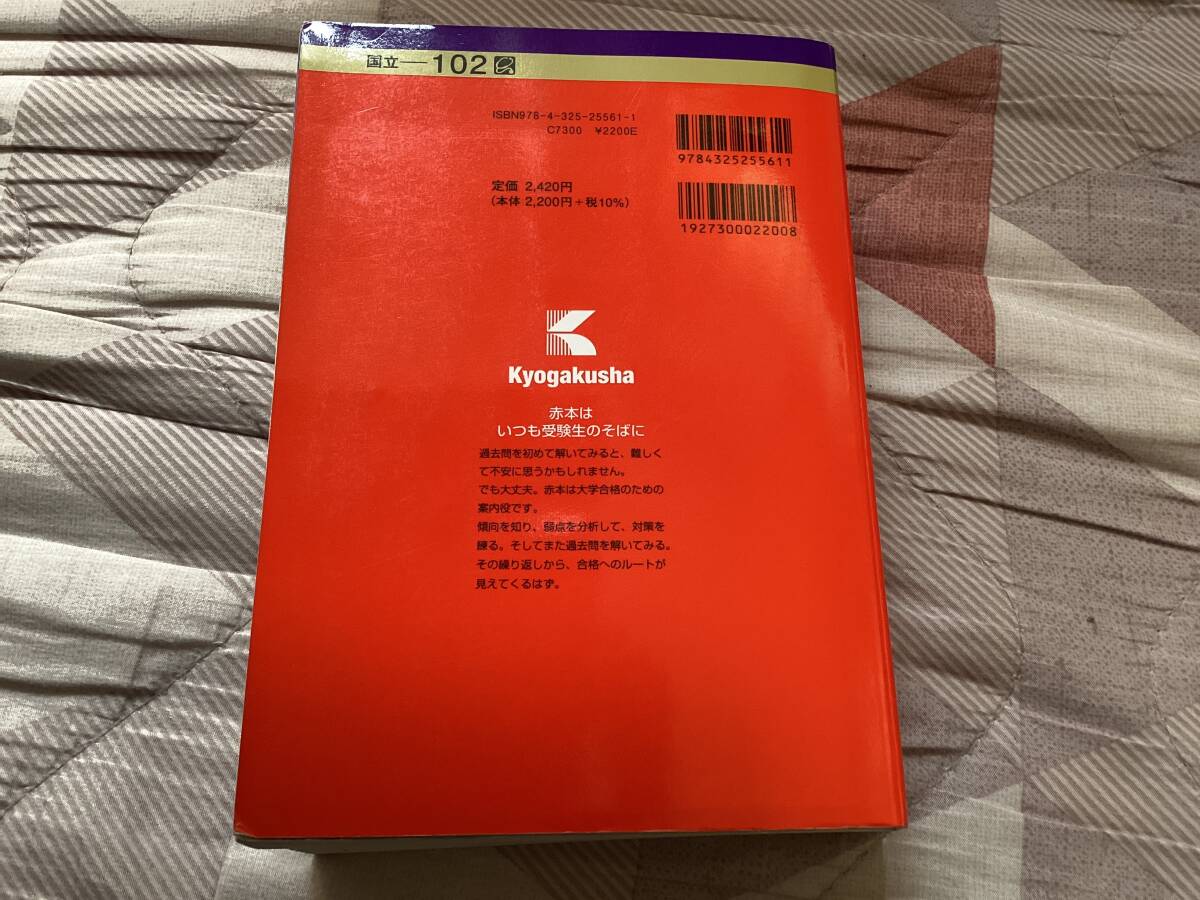 国立―102
ISBN978-4-325-25561-1
C7300 ¥2200E
9784325255611
定価 2,420円
(本体 2,200円+税10%)
1927300022008
Kyogakusha
赤本は
いつも受験生のそばに
過去問を初めて解いてみると、難しく
て不安に思うかもしれません。
でも大丈夫。赤本は大学合格のための
案内役です。
傾向を知り、弱点を分析して、対策を
練る。そしてまた過去問を解いてみる。
その繰り返しから、合格へのルートが
見えてくるはず。